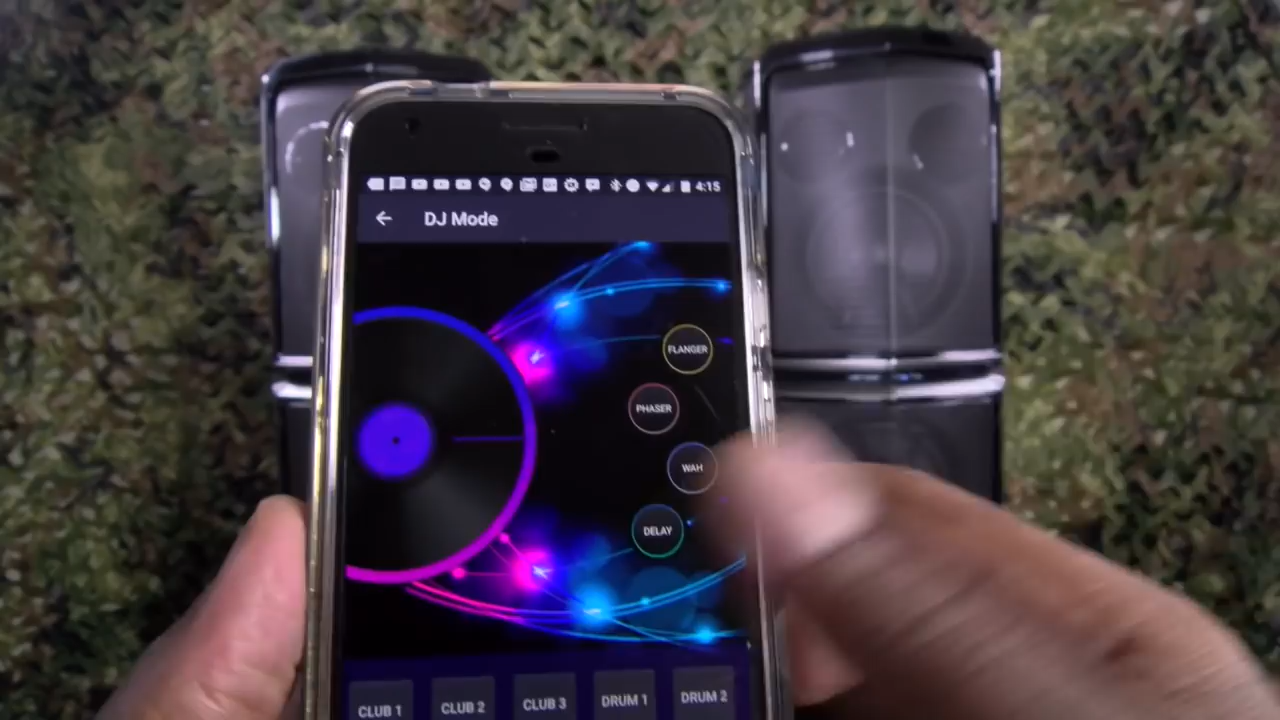 4:15
DJ Mode
FLANGER
PHASER
WAH
DELAY
CLUB 1 CLUB 2 CLUB 3 DRUM 1 DRUM 2